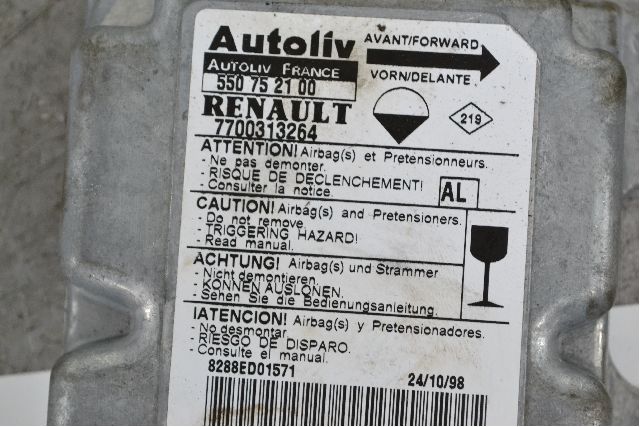 Autoliv
AVANT/FORWARD
AUTOLIV FRANCE
VORN/DELANTE
550 75 21 00
RENAULT
219
7700313264
ATTENTION! Airbag(s) et Pretensionneurs.
- Ne pas demonter.
- RISQUE DE DECLENCHEMENT!
- Consulter la notice.
AL
CAUTION! Airbag(s) and Pretensioners.
- Do not remove
- TRIGGERING HAZARD!
- Read manual.
ACHTUNG! Airbag(s) und Strammer
- Nicht demontieren.
- KONNEN AUSLONEN.
- Sehen Sie die Bedienungsanleitung.
IATENCION! Airbag(s) y Pretensionadores.
- No desmontar
- RIESGO DE DISPARO.
- Consulte el manual.
8288ED01571
24/10/98